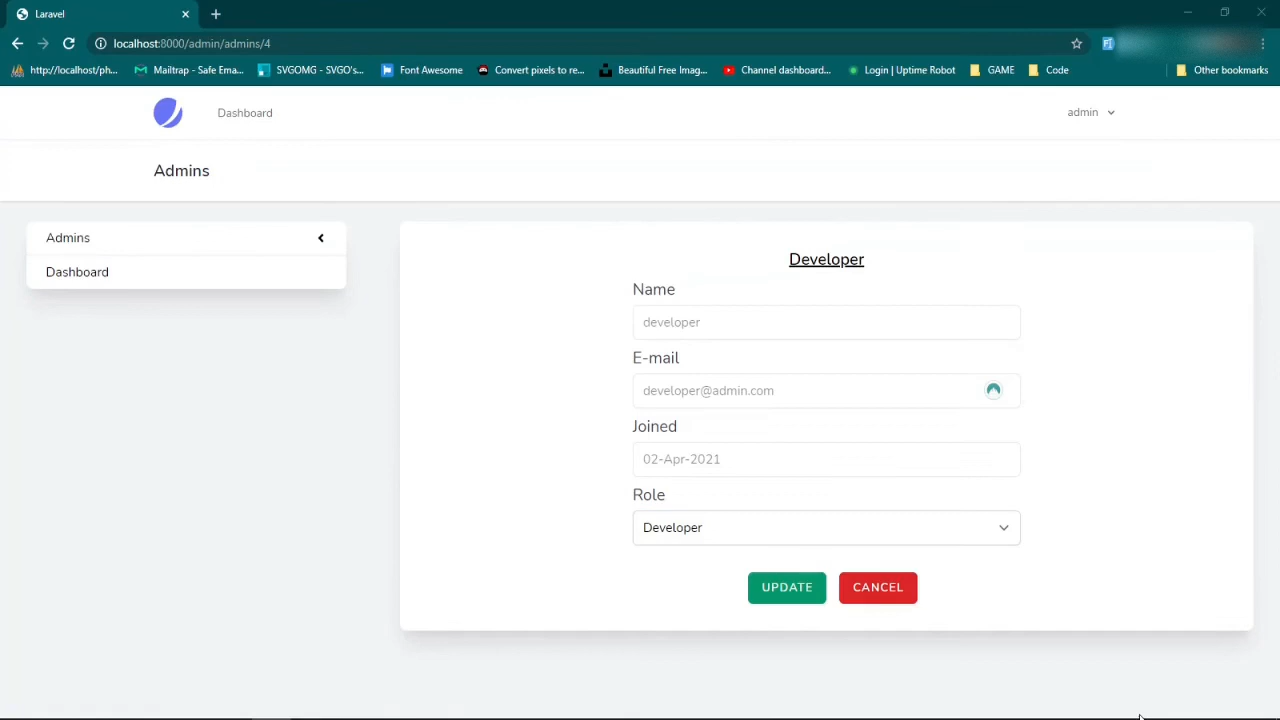 Laravel
localhost:8000/admin/admins/4
http://localhost/ph... Mailtrap - Safe Ema... SVGOMG - SVGO's... Font Awesome Convert pixels to re... Beautiful Free Imag... Channel dashboard... Login | Uptime Robot GAME Code Other bookmarks
Dashboard admin
Admins
Admins
Dashboard
Developer
Name
developer
E-mail
developer@admin.com
Joined
02-Apr-2021
Role
Developer
UPDATE CANCEL